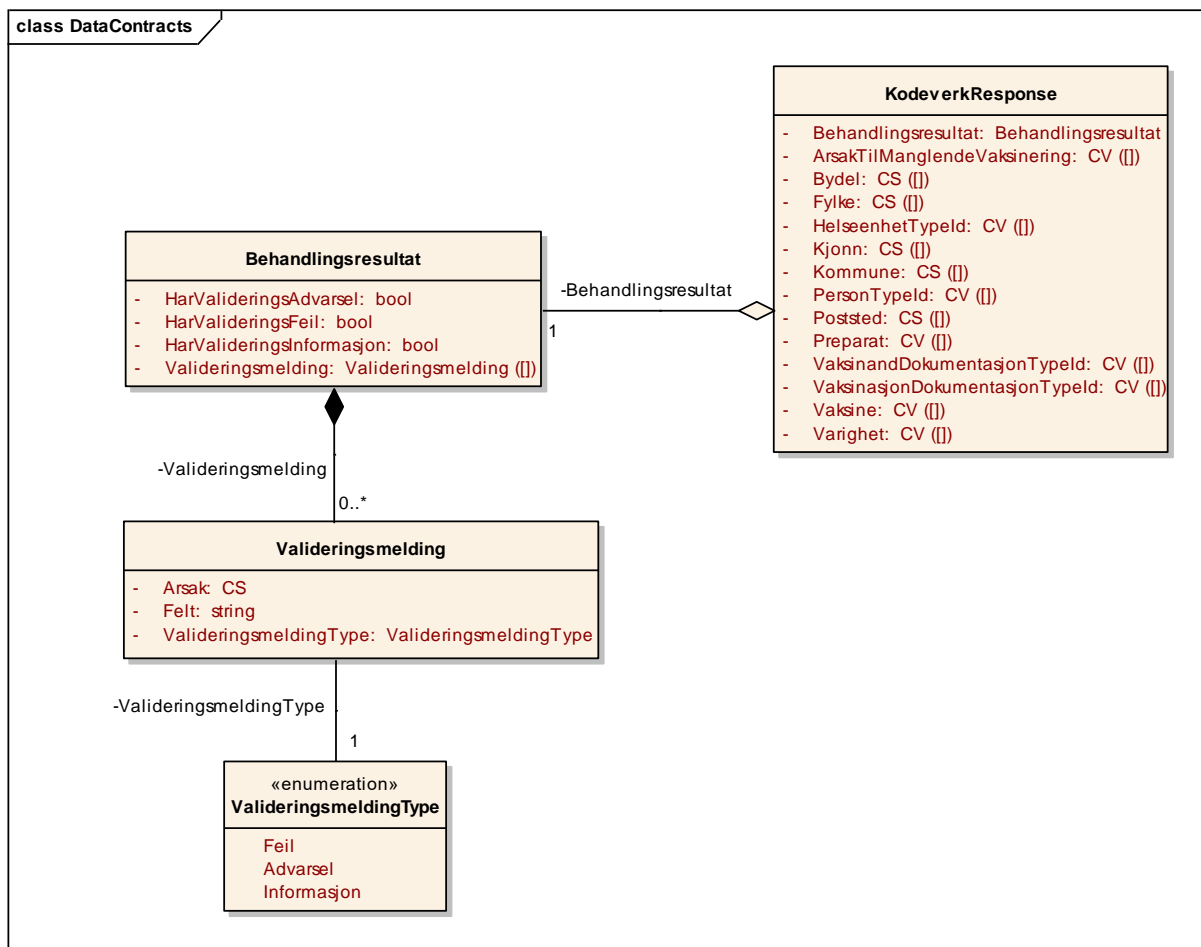 class DataContracts
KodeverkResponse
- Behandlingsresultat: Behandlingsresultat
- ArsakTilManglendeVaksinering: CV ([])
- Bydel: CS ([])
- Fylke: CS ([])
- HelseenhetTypeId: CV ([])
- Kjonn: CS ([])
- Kommune: CS ([])
- PersonTypeId: CV ([])
- Poststed: CS ([])
- Preparat: CV ([])
- VaksinandDokumentasjonTypeId: CV ([])
- VaksinasjonDokumentasjonTypeId: CV ([])
- Vaksine: CV ([])
- Varighet: CV ([])
Behandlingsresultat
- HarValideringsAdvarsel: bool
- HarValideringsFeil: bool
- HarValideringsInformasjon: bool
- Valideringsmelding: Valideringsmelding ([])
-Behandlingsresultat
1
-Valideringsmelding
0..*
Valideringsmelding
- Arsak: CS
- Felt: string
- ValideringsmeldingType: ValideringsmeldingType
-ValideringsmeldingType
1
«enumeration»
ValideringsmeldingType
Feil
Advarsel
Informasjon